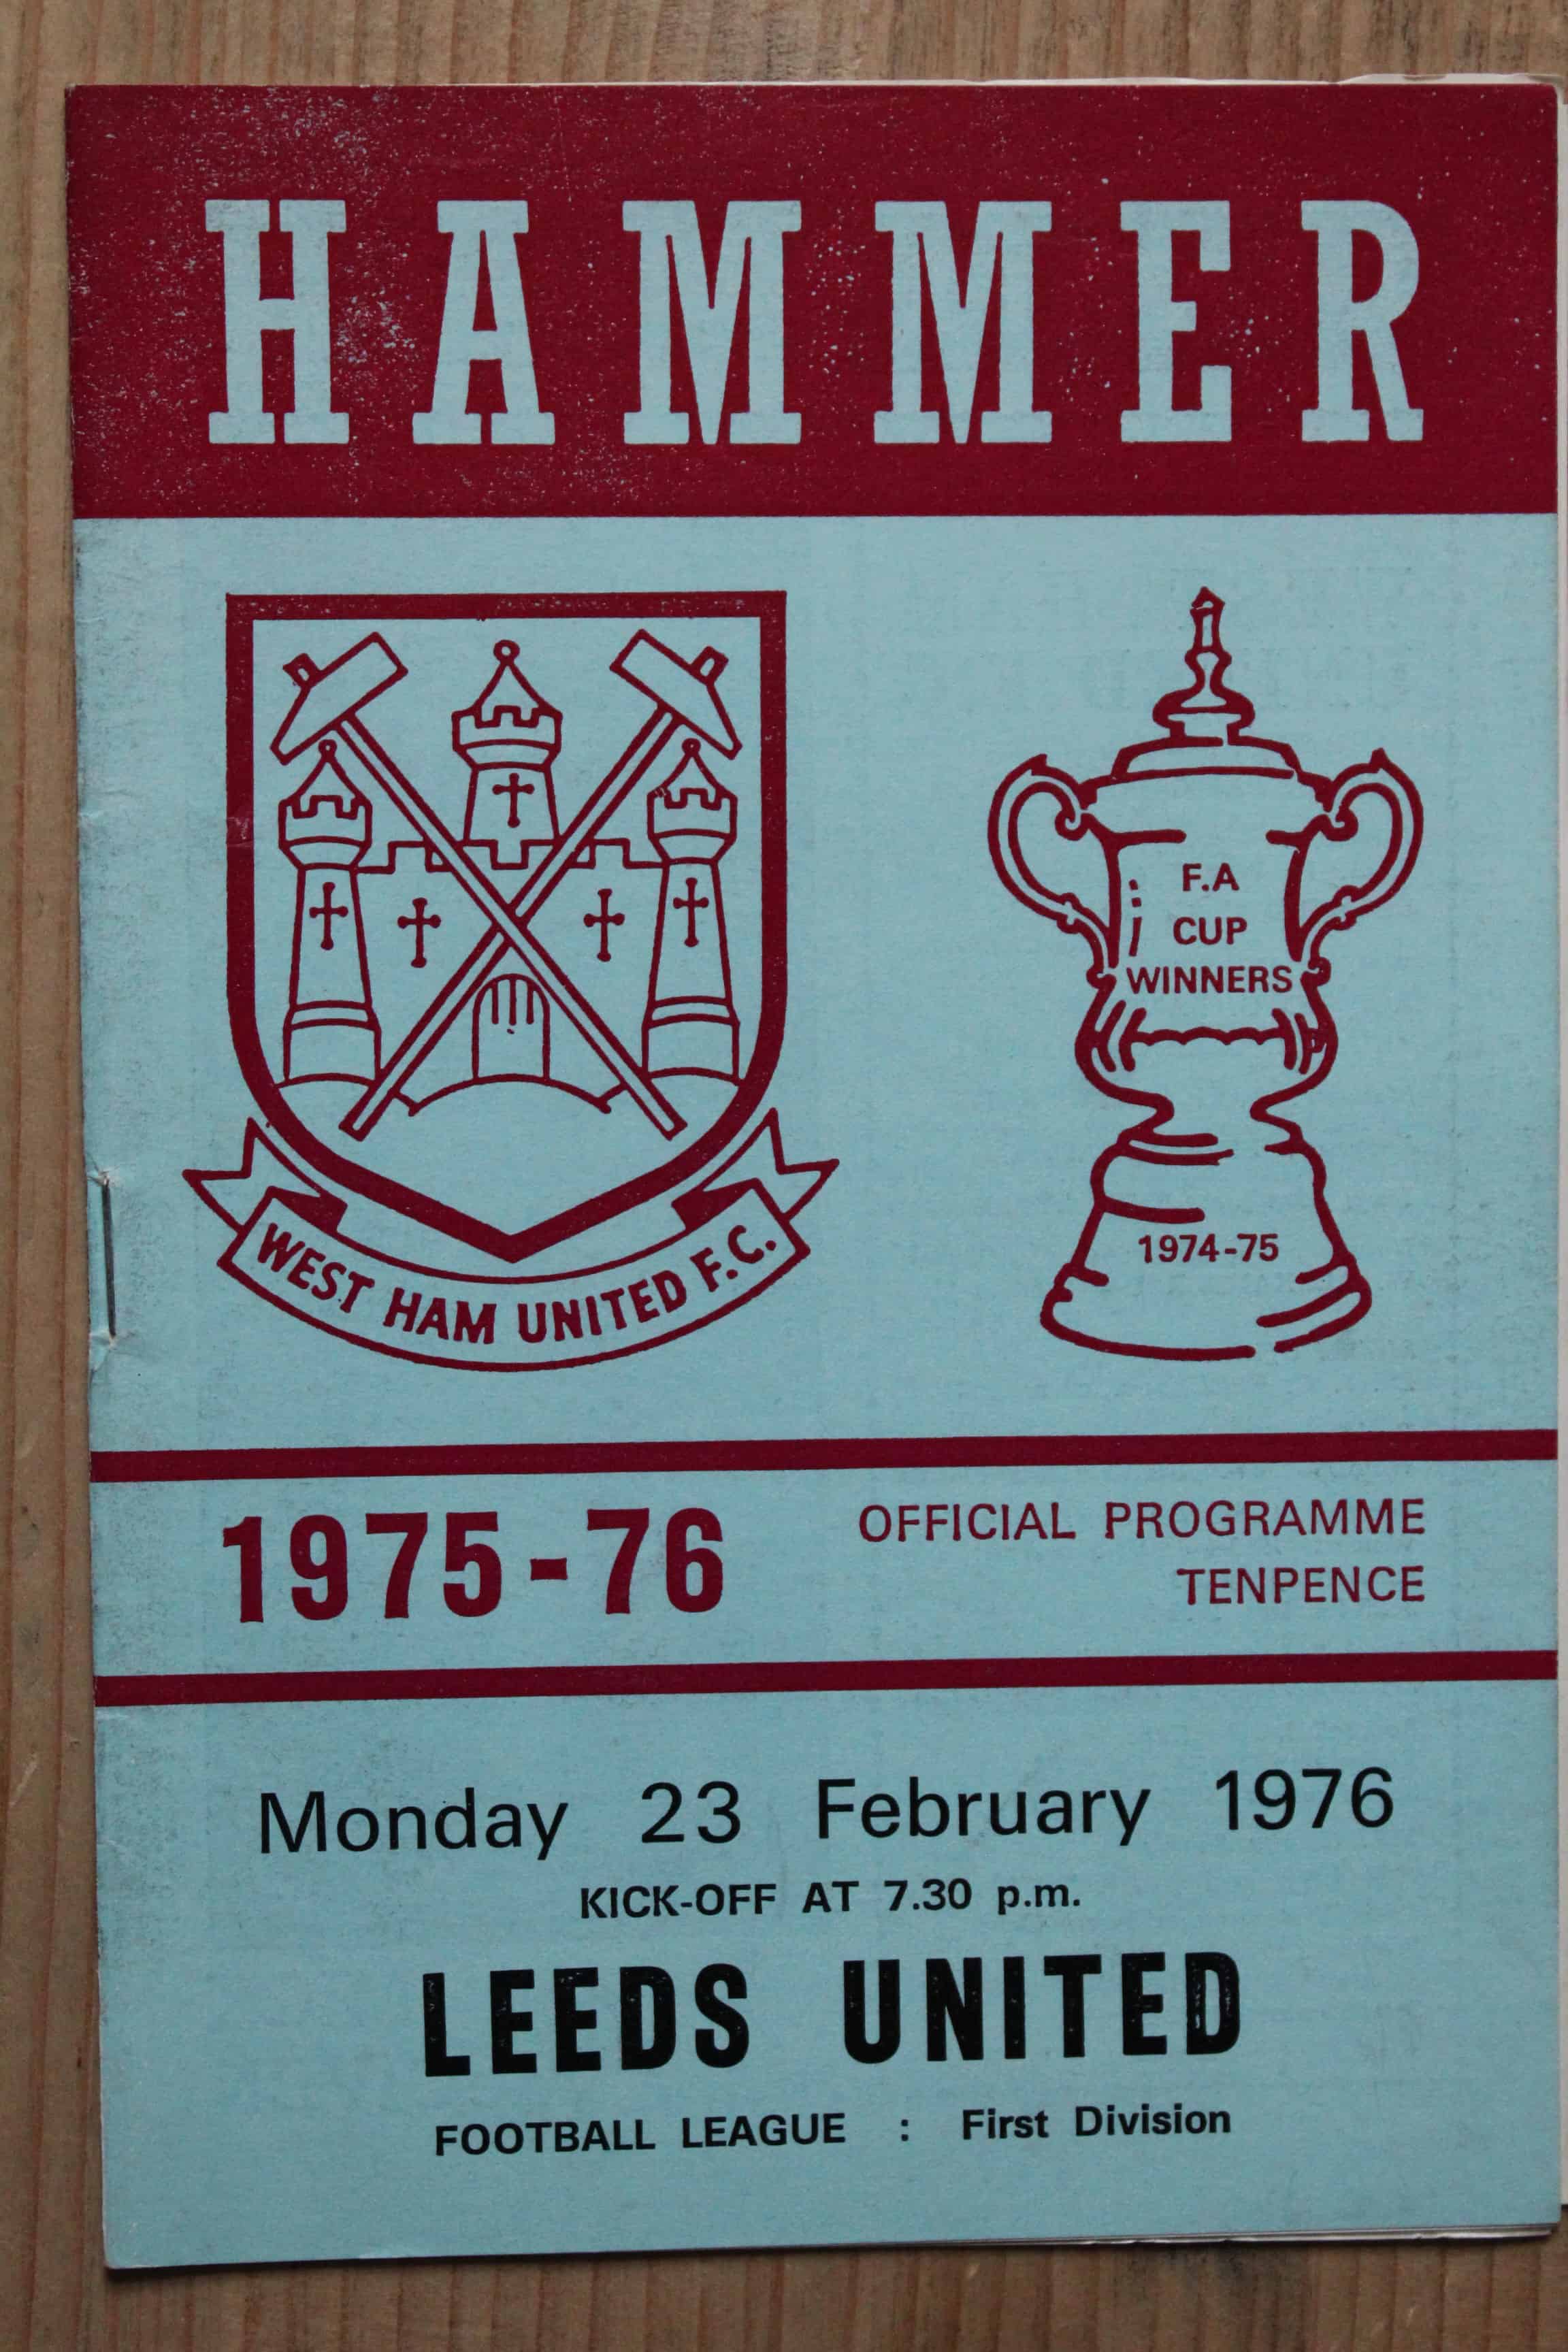 HAMMER
F.A
CUP
WINNERS
1974-75
WEST HAM UNITED F.C.
1975-76
OFFICIAL PROGRAMME
TENPENCE
Monday 23 February 1976
KICK-OFF AT 7.30 p.m.
LEEDS UNITED
FOOTBALL LEAGUE : First Division